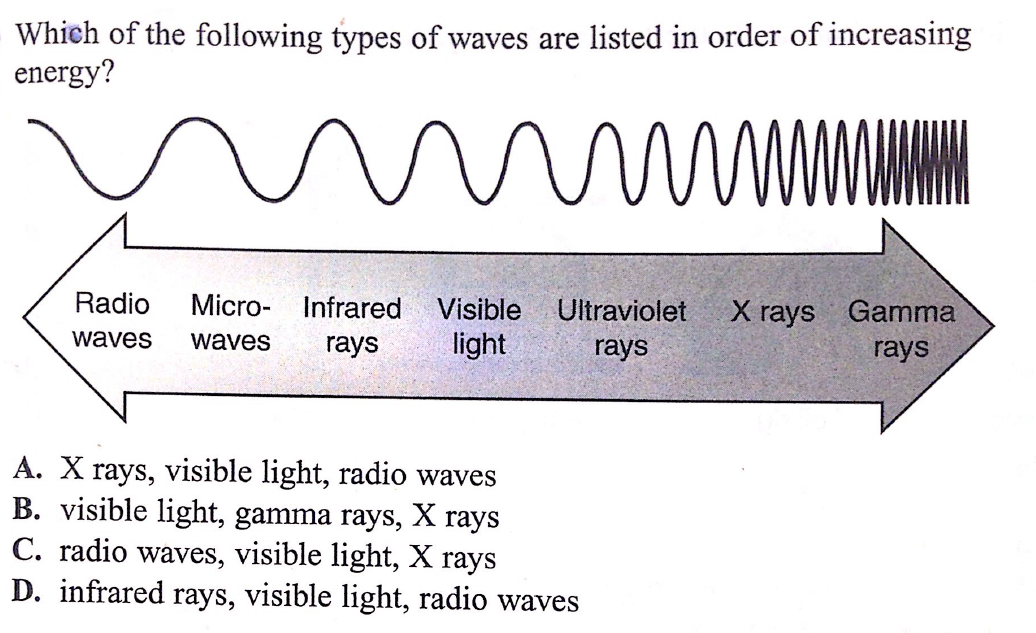 Which of the following types of waves are listed in order of increasing
energy?
Radio Micro- Infrared Visible Ultraviolet X rays Gamma
waves waves rays light rays rays
A. X rays, visible light, radio waves
B. visible light, gamma rays, X rays
C. radio waves, visible light, X rays
D. infrared rays, visible light, radio waves